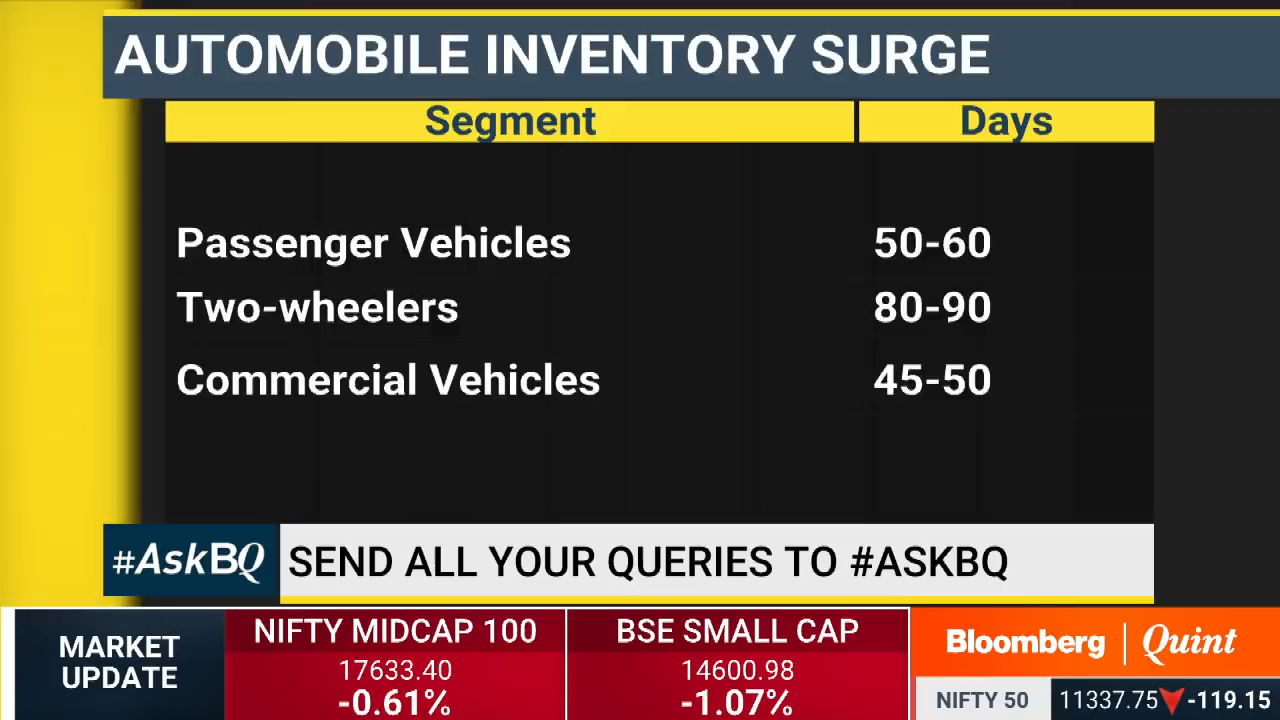 AUTOMOBILE INVENTORY SURGE
Segment Days
Passenger Vehicles 50-60
Two-wheelers 80-90
Commercial Vehicles 45-50
#AskBQ SEND ALL YOUR QUERIES TO #ASKBQ
MARKET UPDATE
NIFTY MIDCAP 100
17633.40
-0.61%
BSE SMALL CAP
14600.98
-1.07%
Bloomberg | Quint
NIFTY 50 11337.75 -119.15